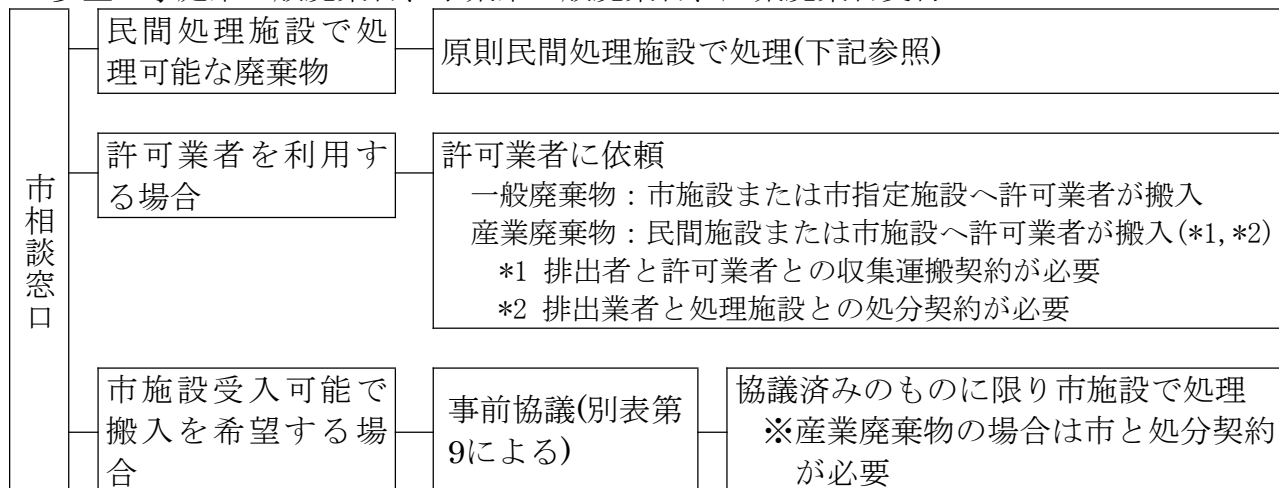 市相談窓口
民間処理施設で処
理可能な廃棄物
原則民間処理施設で処理(下記参照)
許可業者を利用す
る場合
許可業者に依頼
一般廃棄物：市施設または市指定施設へ許可業者が搬入
産業廃棄物：民間施設または市施設へ許可業者が搬入(*1,*2)
*1 排出者と許可業者との収集運搬契約が必要
*2 排出業者と処理施設との処分契約が必要
市施設受入可能で
搬入を希望する場
合
事前協議(別表第
9による)
協議済みのものに限り市施設で処理
※産業廃棄物の場合は市と処分契約
が必要